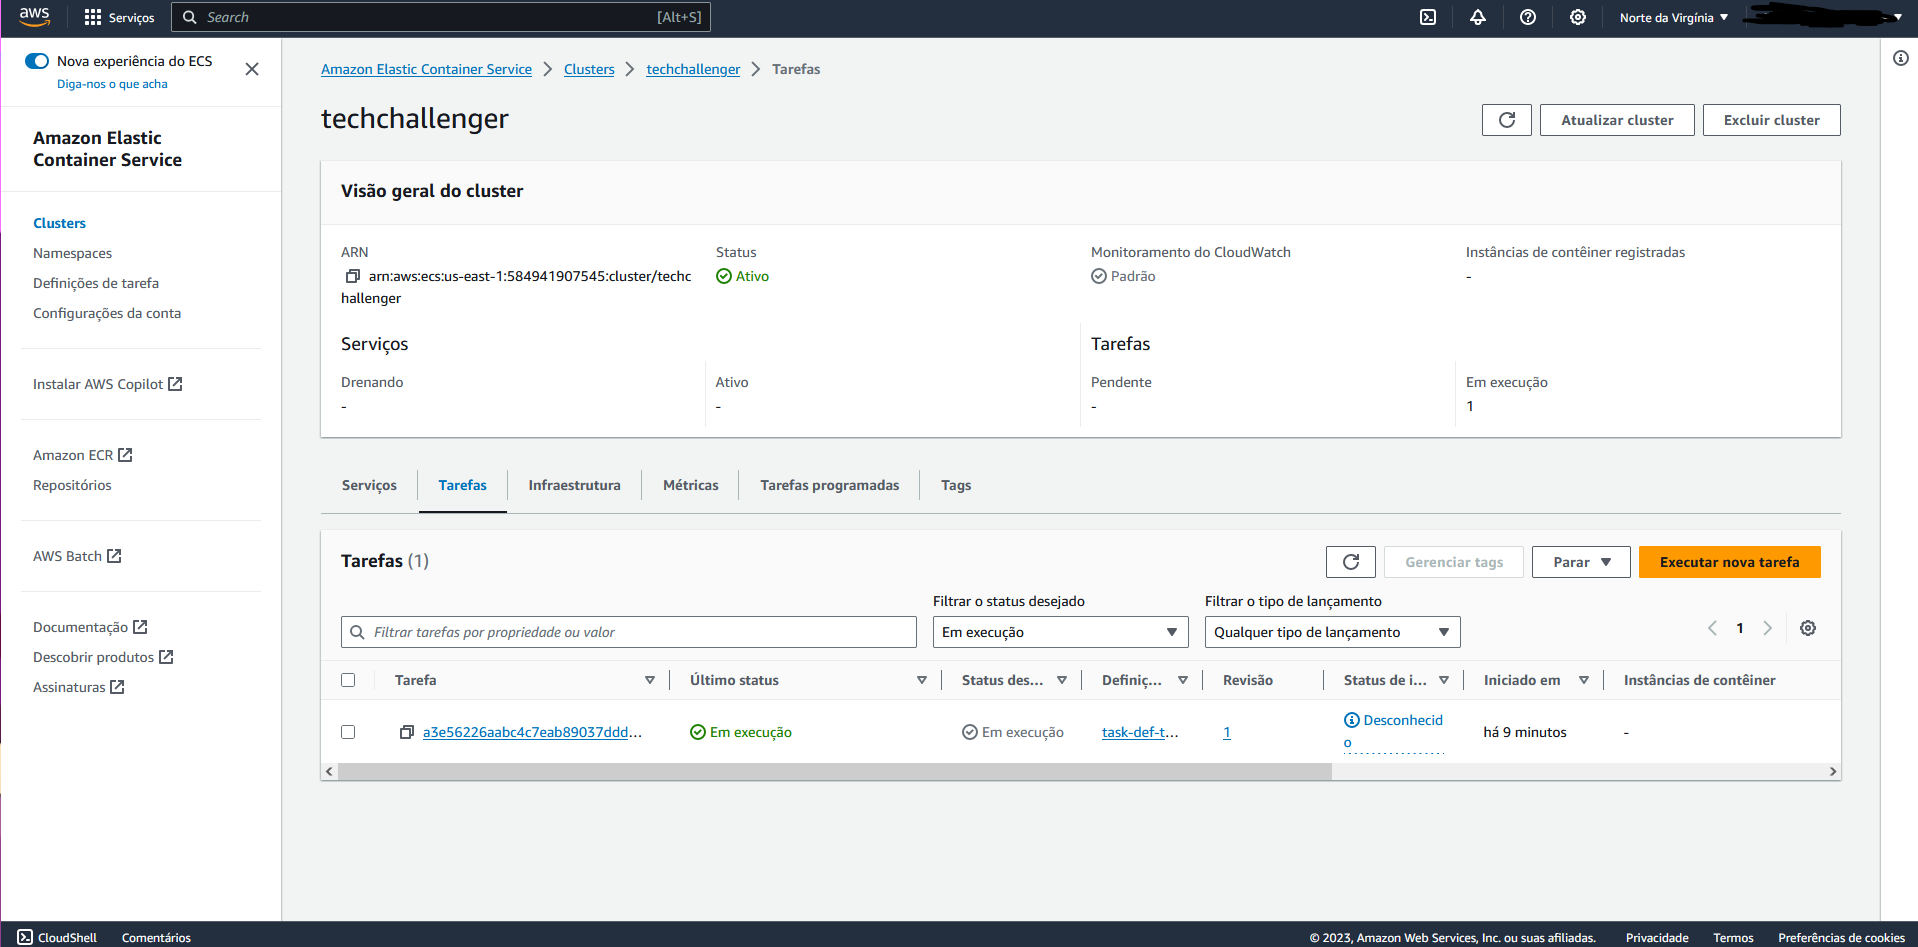 aws
Serviços
Search
[Alt+S]
Norte da Virgínia
Nova experiência do ECS
Diga-nos o que acha
Amazon Elastic
Container Service
Clusters
Namespaces
Definições de tarefa
Configurações da conta
Instalar AWS Copilot
Amazon ECR
Repositórios
AWS Batch
Documentação
Descobrir produtos
Assinaturas
Amazon Elastic Container Service
Clusters
techchallenger
Tarefas
techchallenger
Atualizar cluster
Excluir cluster
Visão geral do cluster
ARN
arn:aws:ecs:us-east-1:584941907545:cluster/techc
hallenger
Status
Ativo
Monitoramento do CloudWatch
Padrão
Instâncias de contêiner registradas
-
Serviços
Tarefas
Drenando
-
Ativo
-
Pendente
-
Em execução
1
Serviços
Tarefas
Infraestrutura
Métricas
Tarefas programadas
Tags
Tarefas (1)
Gerenciar tags
Parar
Executar nova tarefa
Filtrar tarefas por propriedade ou valor
Filtrar o status desejado
Em execução
Filtrar o tipo de lançamento
Qualquer tipo de lançamento
1
Tarefa
Último status
Status des...
Definiç...
Revisão
Status de i...
Iniciado em
Instâncias de contêiner
a3e56226aabc4c7eab89037ddd...
Em execução
Em execução
task-def-t...
1
Desconhecid
o
há 9 minutos
-
CloudShell
Comentários
© 2023, Amazon Web Services, Inc. ou suas afiliadas.
Privacidade
Termos
Preferências de cookies